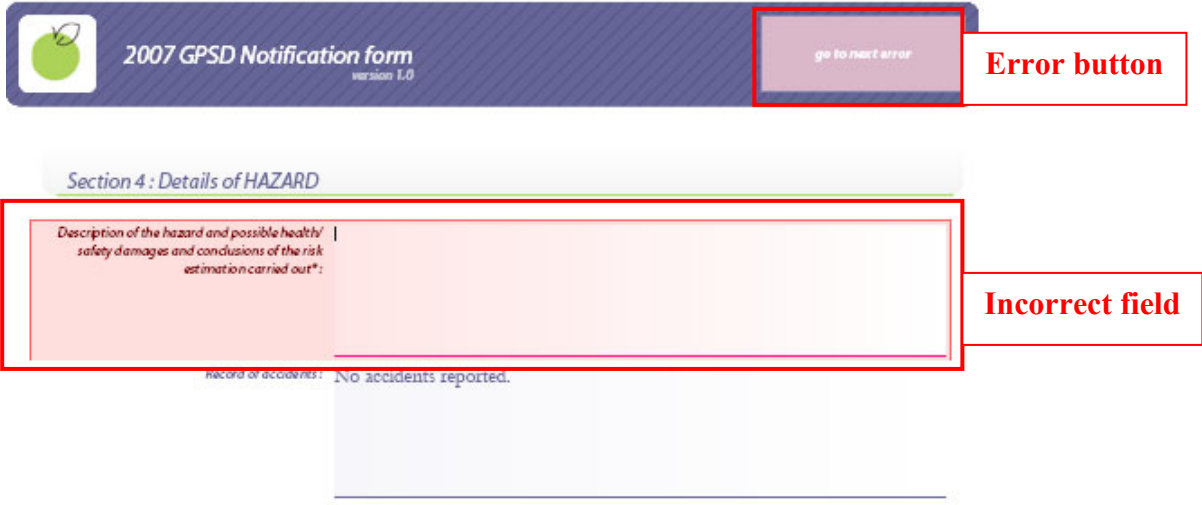 2007 GPSD Notification form
version 1.0
go to next error
Error button
Section 4 : Details of HAZARD
Description of the hazard and possible health/
safety damages and conclusions of the risk
estimation carried out* :
Incorrect field
Record of accidents : No accidents reported.